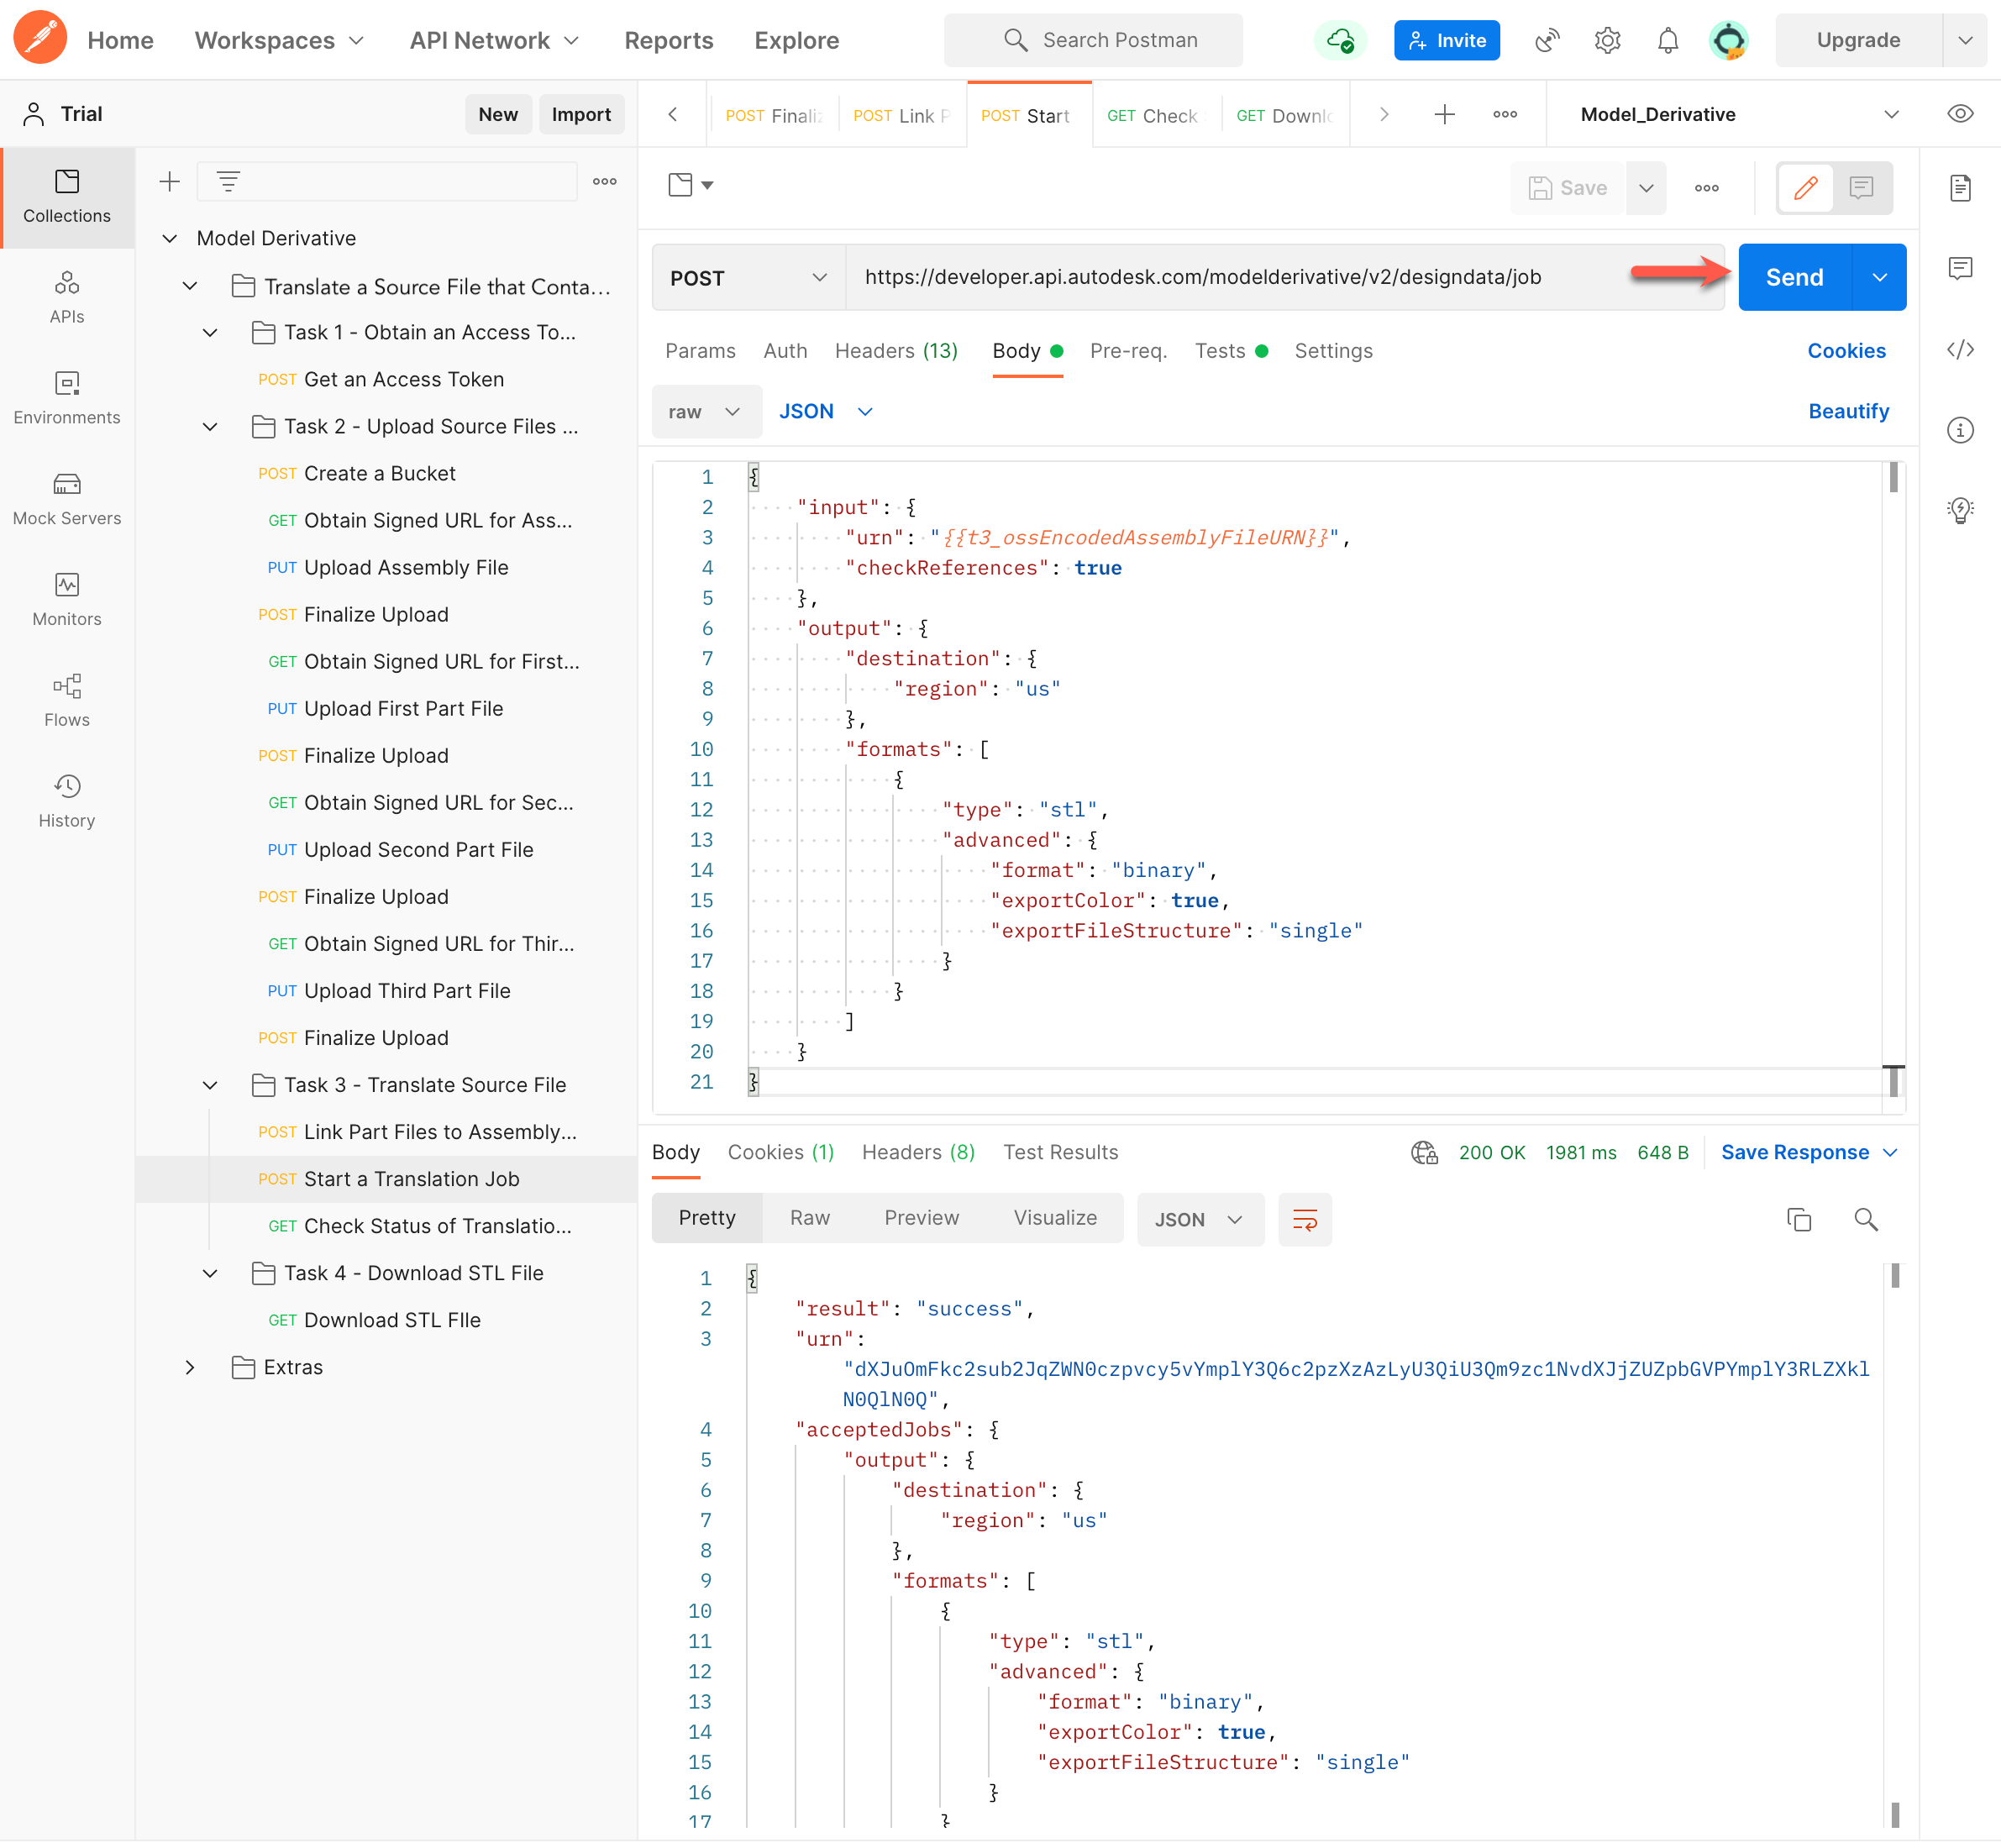 Home Workspaces API Network Reports Explore Search Postman Invite Upgrade
Trial New Import
POST Finaliz POST Link P POST Start GET Check GET Downlo Model_Derivative
Collections
APIs
Environments
Mock Servers
Monitors
Flows
History
Model Derivative
Translate a Source File that Conta...
Task 1 - Obtain an Access To...
POST Get an Access Token
Task 2 - Upload Source Files ...
POST Create a Bucket
GET Obtain Signed URL for Ass...
PUT Upload Assembly File
POST Finalize Upload
GET Obtain Signed URL for First...
PUT Upload First Part File
POST Finalize Upload
GET Obtain Signed URL for Sec...
PUT Upload Second Part File
POST Finalize Upload
GET Obtain Signed URL for Thir...
PUT Upload Third Part File
POST Finalize Upload
Task 3 - Translate Source File
POST Link Part Files to Assembly...
POST Start a Translation Job
GET Check Status of Translatio...
Task 4 - Download STL File
GET Download STL FIle
Extras
Save
POST https://developer.api.autodesk.com/modelderivative/v2/designdata/job Send
Params Auth Headers (13) Body Pre-req. Tests Settings Cookies
raw JSON Beautify
1 {
2 "input": {
3 "urn": "{{t3_ossEncodedAssemblyFileURN}}",
4 "checkReferences": true
5 },
6 "output": {
7 "destination": {
8 "region": "us"
9 },
10 "formats": [
11 {
12 "type": "stl",
13 "advanced": {
14 "format": "binary",
15 "exportColor": true,
16 "exportFileStructure": "single"
17 }
18 }
19 ]
20 }
21 }
Body Cookies (1) Headers (8) Test Results 200 OK 1981 ms 648 B Save Response
Pretty Raw Preview Visualize JSON
1 {
2 "result": "success",
3 "urn":
"dXJuOmFkc2sub2JqZWN0czpvcy5vYmplY3Q6c2pzXzAzLyU3QiU3Qm9zc1NvdXJjZUZpbGVPYmplY3RLZXkl
N0QlN0Q",
4 "acceptedJobs": {
5 "output": {
6 "destination": {
7 "region": "us"
8 },
9 "formats": [
10 {
11 "type": "stl",
12 "advanced": {
13 "format": "binary",
14 "exportColor": true,
15 "exportFileStructure": "single"
16 }
17 }